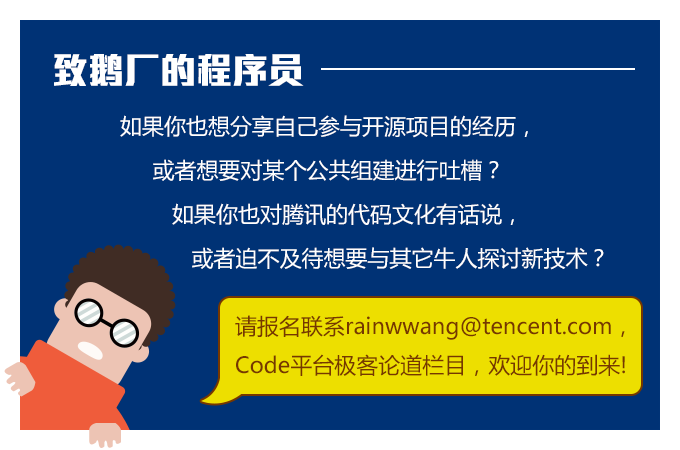 致鹅厂的程序员
如果你也想分享自己参与开源项目的经历，
或者想要对某个公共组建进行吐槽？
如果你也对腾讯的代码文化有话说，
或者迫不及待想要与其它牛人探讨新技术？
请报名联系rainwwang@tencent.com，
Code平台极客论道栏目，欢迎你的到来!